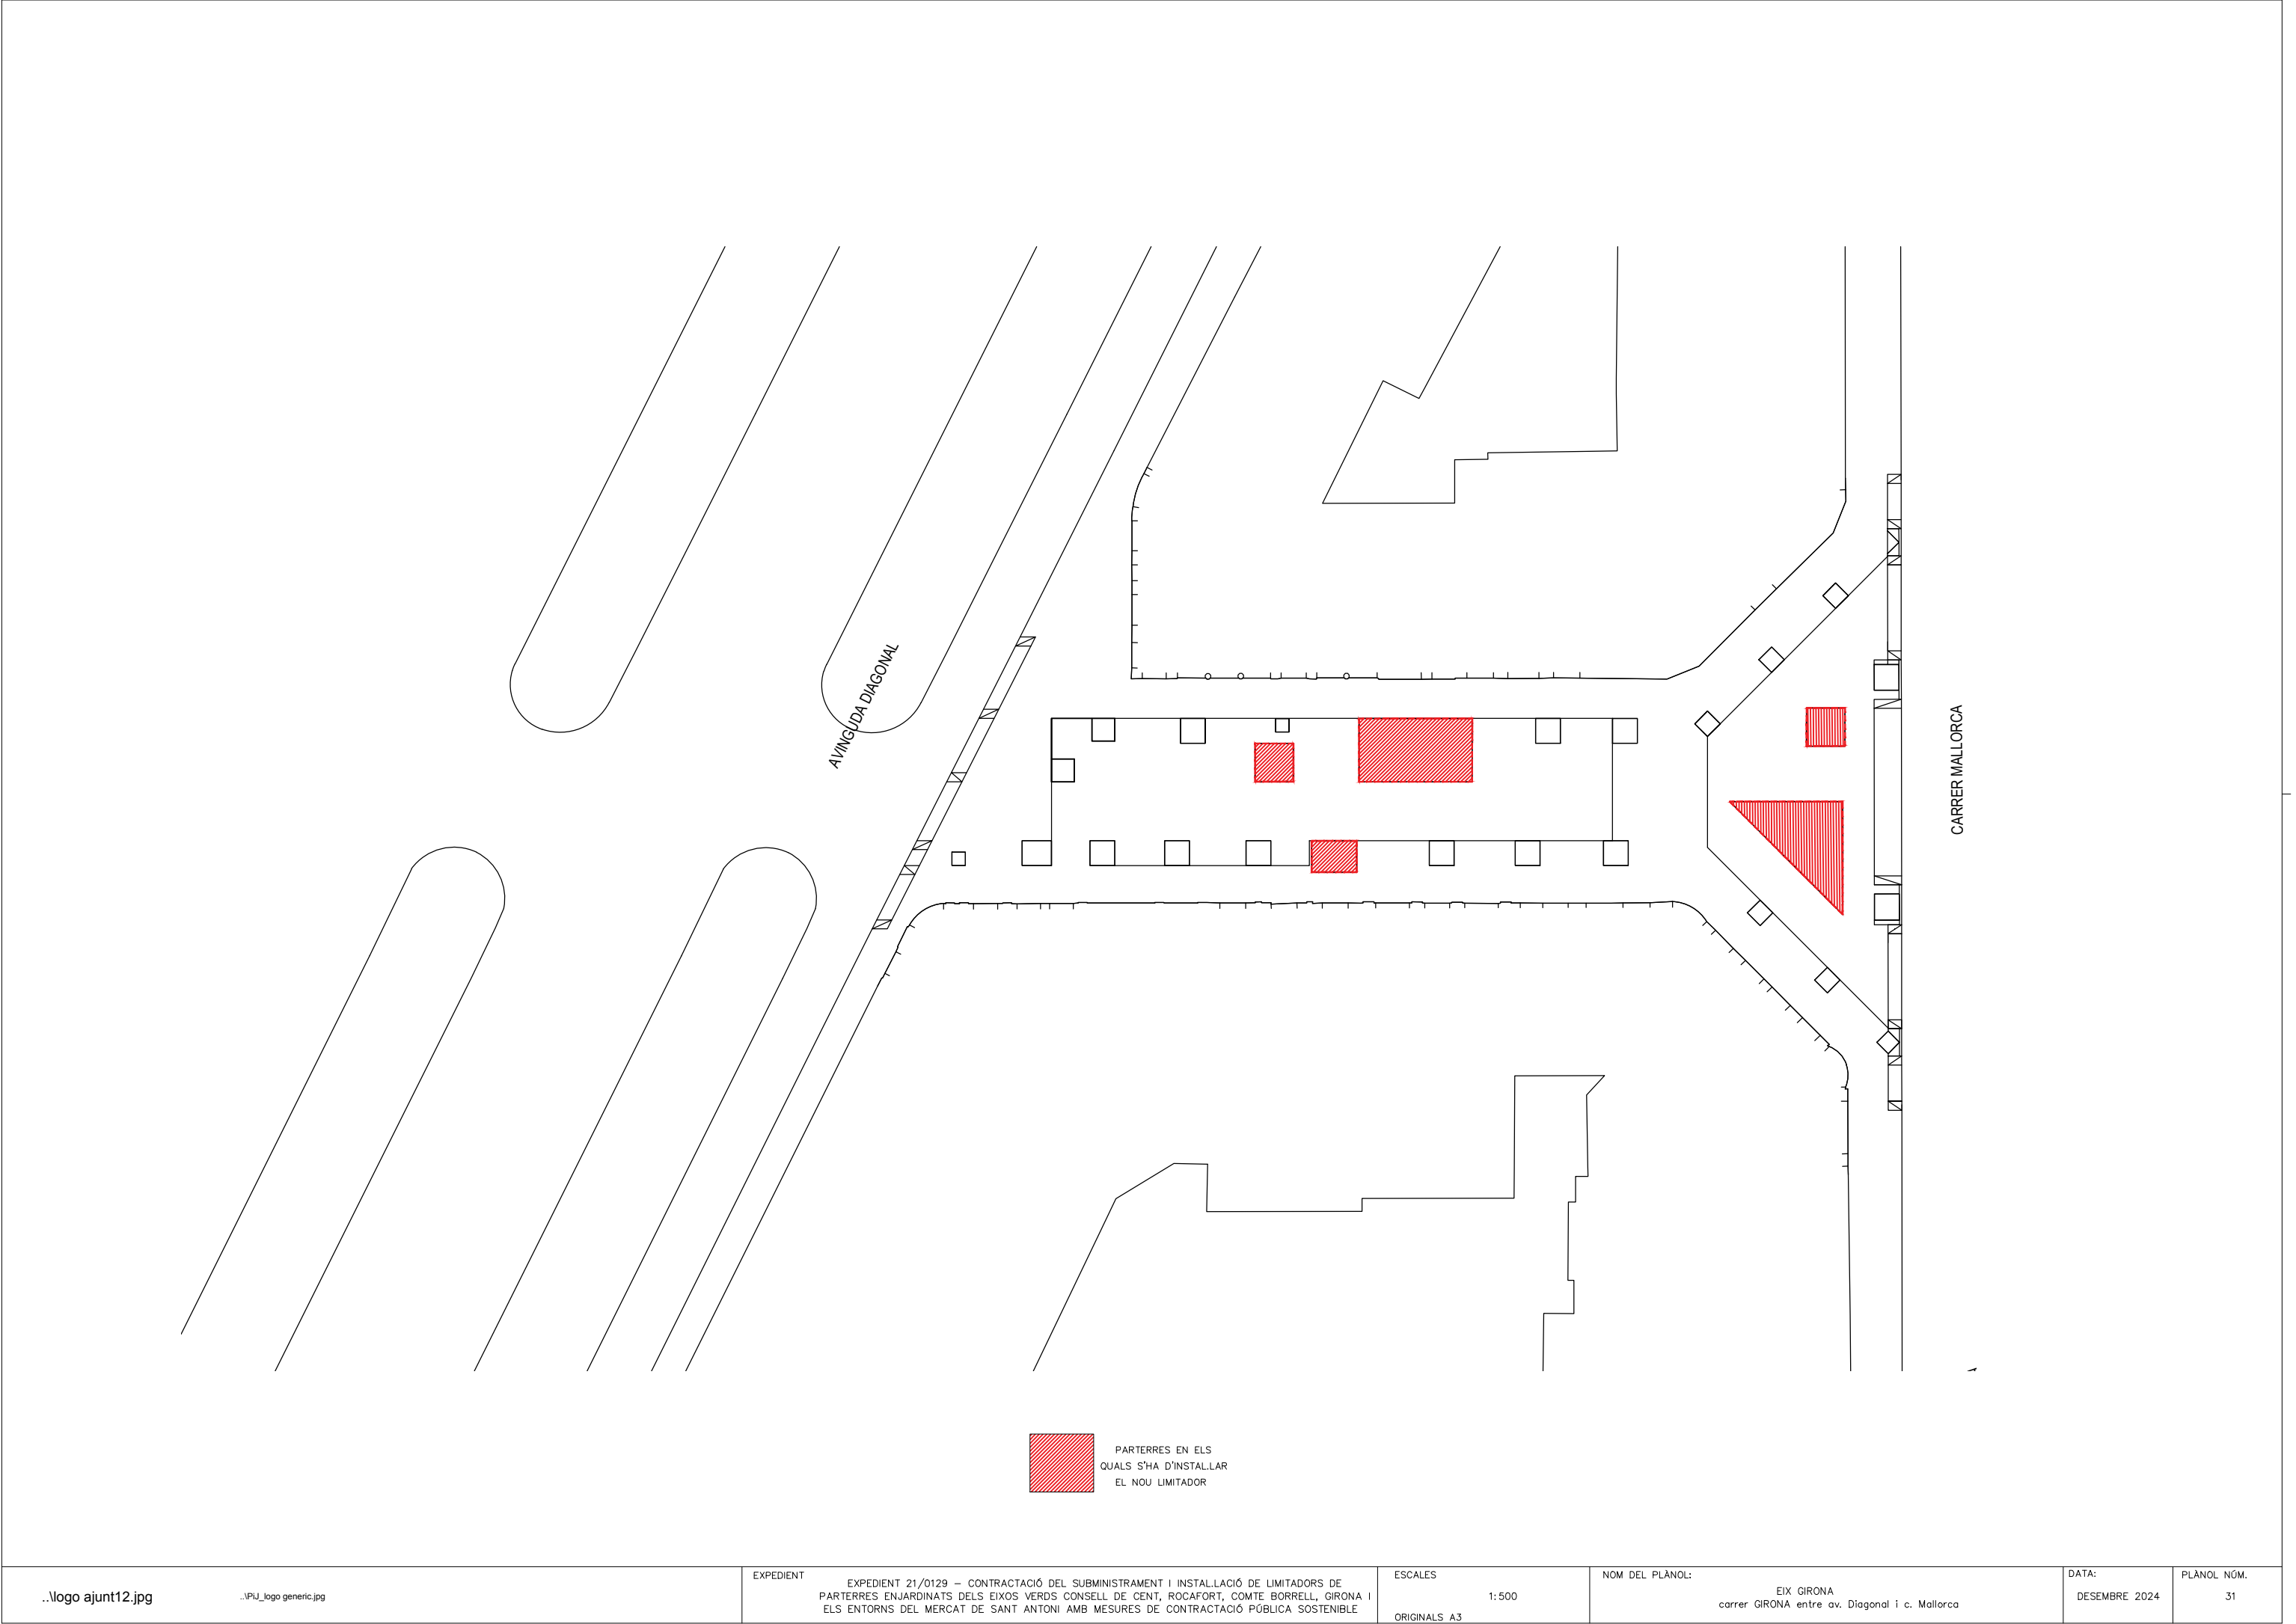 AVINGUDA DIAGONAL
CARRER MALLORCA
PARTERRES EN ELS
QUALS S'HA D'INSTAL.LAR
EL NOU LIMITADOR
..\logo ajunt12.jpg
..\PiJ_logo generic.jpg
EXPEDIENT
EXPEDIENT 21/0129 – CONTRACTACIÓ DEL SUBMINISTRAMENT I INSTAL.LACIÓ DE LIMITADORS DE
PARTERRES ENJARDINATS DELS EIXOS VERDS CONSELL DE CENT, ROCAFORT, COMTE BORRELL, GIRONA I
ELS ENTORNS DEL MERCAT DE SANT ANTONI AMB MESURES DE CONTRACTACIÓ PÚBLICA SOSTENIBLE
ESCALES
1:500
ORIGINALS A3
NOM DEL PLÀNOL:
EIX GIRONA
carrer GIRONA entre av. Diagonal i c. Mallorca
DATA:
DESEMBRE 2024
PLÀNOL NÚM.
31